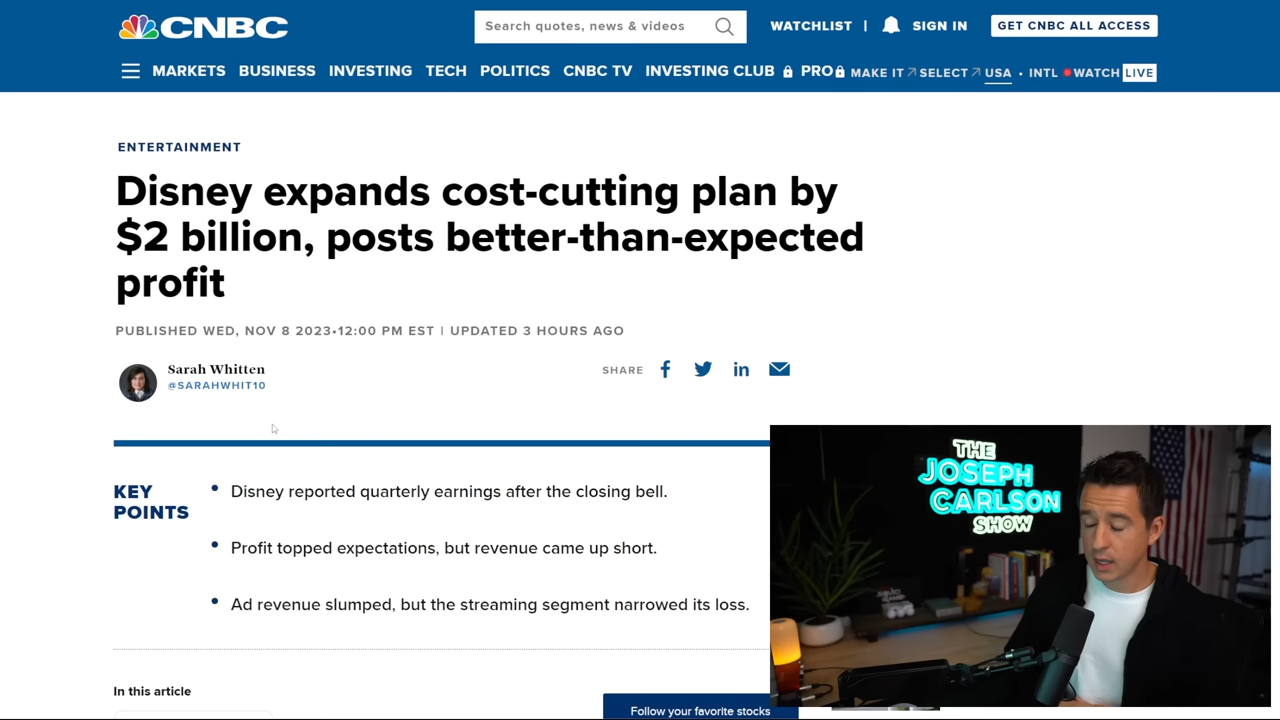 CNBC
Search quotes, news & videos
WATCHLIST | SIGN IN
GET CNBC ALL ACCESS
MARKETS BUSINESS INVESTING TECH POLITICS CNBC TV INVESTING CLUB PRO MAKE IT SELECT USA • INTL WATCH LIVE
ENTERTAINMENT
Disney expands cost-cutting plan by
$2 billion, posts better-than-expected
profit
PUBLISHED WED, NOV 8 2023•12:00 PM EST | UPDATED 3 HOURS AGO
Sarah Whitten
@SARAHWHIT10
SHARE
KEY
POINTS
• Disney reported quarterly earnings after the closing bell.
• Profit topped expectations, but revenue came up short.
• Ad revenue slumped, but the streaming segment narrowed its loss.
In this article
Follow your favorite stocks
THE
JOSEPH
CARLSON
SHOW